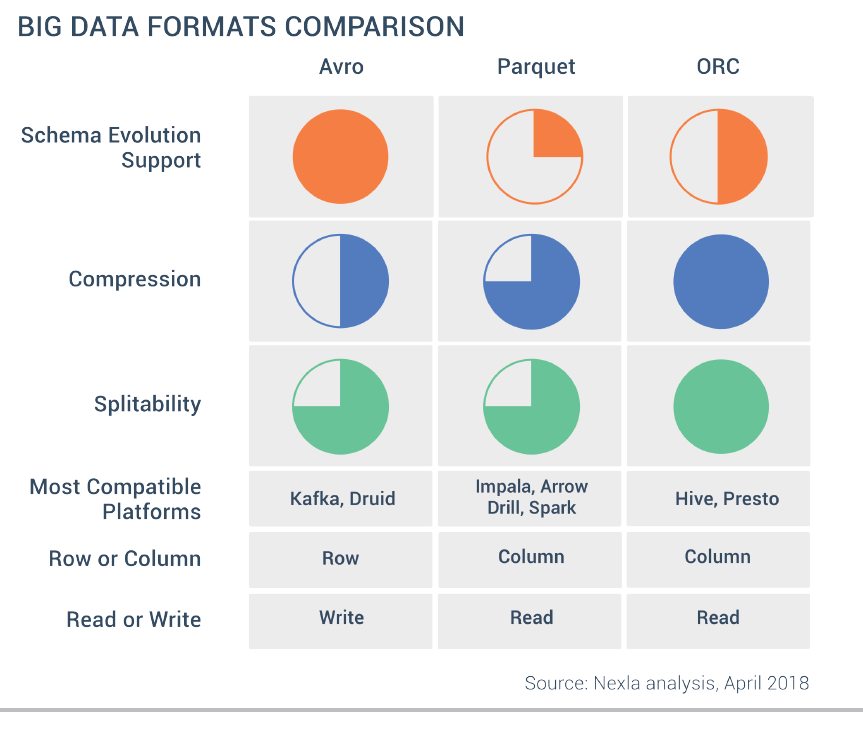 BIG DATA FORMATS COMPARISON
Avro
Parquet
ORC
Schema Evolution
Support
Compression
Splitability
Most Compatible
Platforms
Kafka, Druid
Impala, Arrow
Drill, Spark
Hive, Presto
Row or Column
Row
Column
Column
Read or Write
Write
Read
Read
Source: Nexla analysis, April 2018